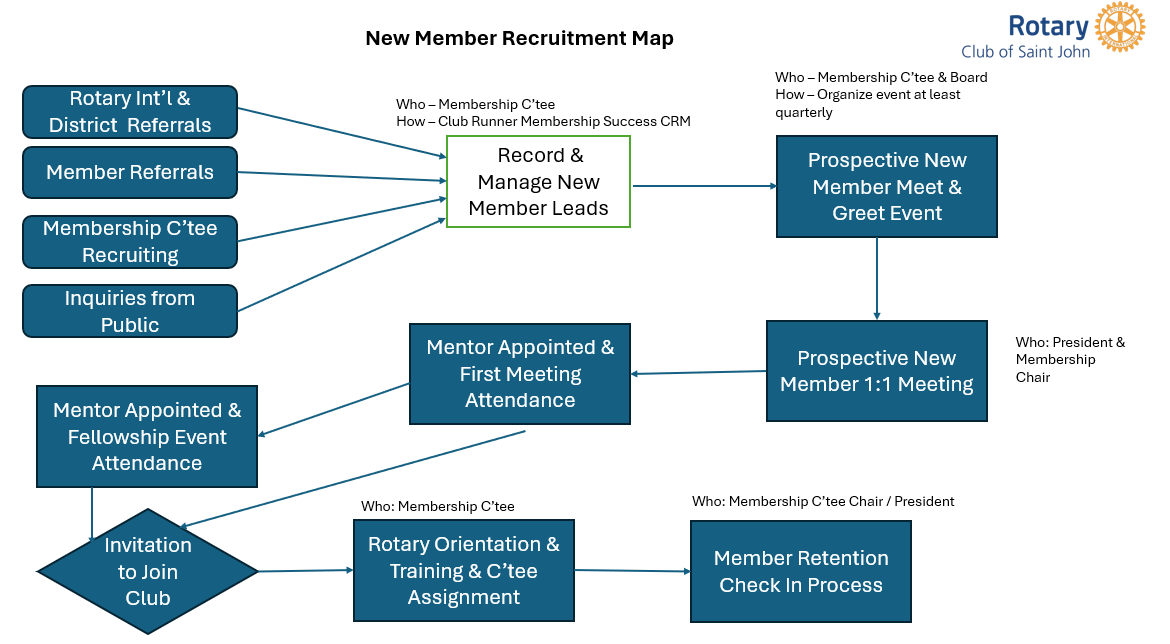 New Member Recruitment Map
Rotary
Club of Saint John
Rotary Int’l &
District Referrals
Member Referrals
Membership C’tee
Recruiting
Inquiries from
Public
Who – Membership C’tee
How – Club Runner Membership Success CRM
Record &
Manage New
Member Leads
Who – Membership C’tee & Board
How – Organize event at least
quarterly
Prospective New
Member Meet &
Greet Event
Prospective New
Member 1:1 Meeting
Who: President &
Membership
Chair
Mentor Appointed &
First Meeting
Attendance
Mentor Appointed &
Fellowship Event
Attendance
Invitation
to Join
Club
Who: Membership C’tee
Rotary Orientation &
Training & C’tee
Assignment
Who: Membership C’tee Chair / President
Member Retention
Check In Process